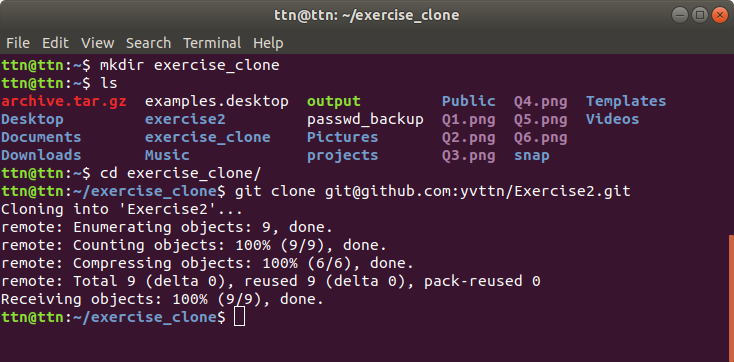 ttn@ttn: ~/exercise_clone
File Edit View Search Terminal Help
ttn@ttn:~$ mkdir exercise_clone
ttn@ttn:~$ ls
archive.tar.gz examples.desktop output Public Q4.png Templates
Desktop exercise2 passwd_backup Q1.png Q5.png Videos
Documents exercise_clone Pictures Q2.png Q6.png
Downloads Music projects Q3.png snap
ttn@ttn:~$ cd exercise_clone/
ttn@ttn:~/exercise_clone$ git clone git@github.com:yvttn/Exercise2.git
Cloning into 'Exercise2'...
remote: Enumerating objects: 9, done.
remote: Counting objects: 100% (9/9), done.
remote: Compressing objects: 100% (6/6), done.
remote: Total 9 (delta 0), reused 9 (delta 0), pack-reused 0
Receiving objects: 100% (9/9), done.
ttn@ttn:~/exercise_clone$